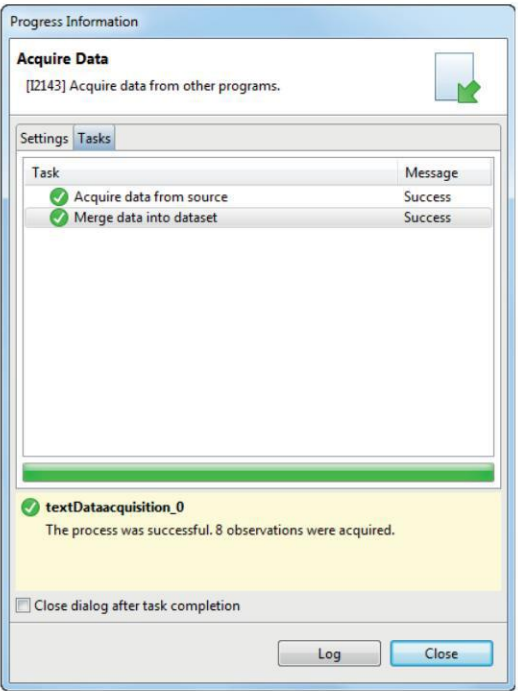 Progress Information
Acquire Data
[I2143] Acquire data from other programs.
Settings Tasks
Task Message
Acquire data from source Success
Merge data into dataset Success
textDataacquisition_0
The process was successful. 8 observations were acquired.
Close dialog after task completion
Log Close